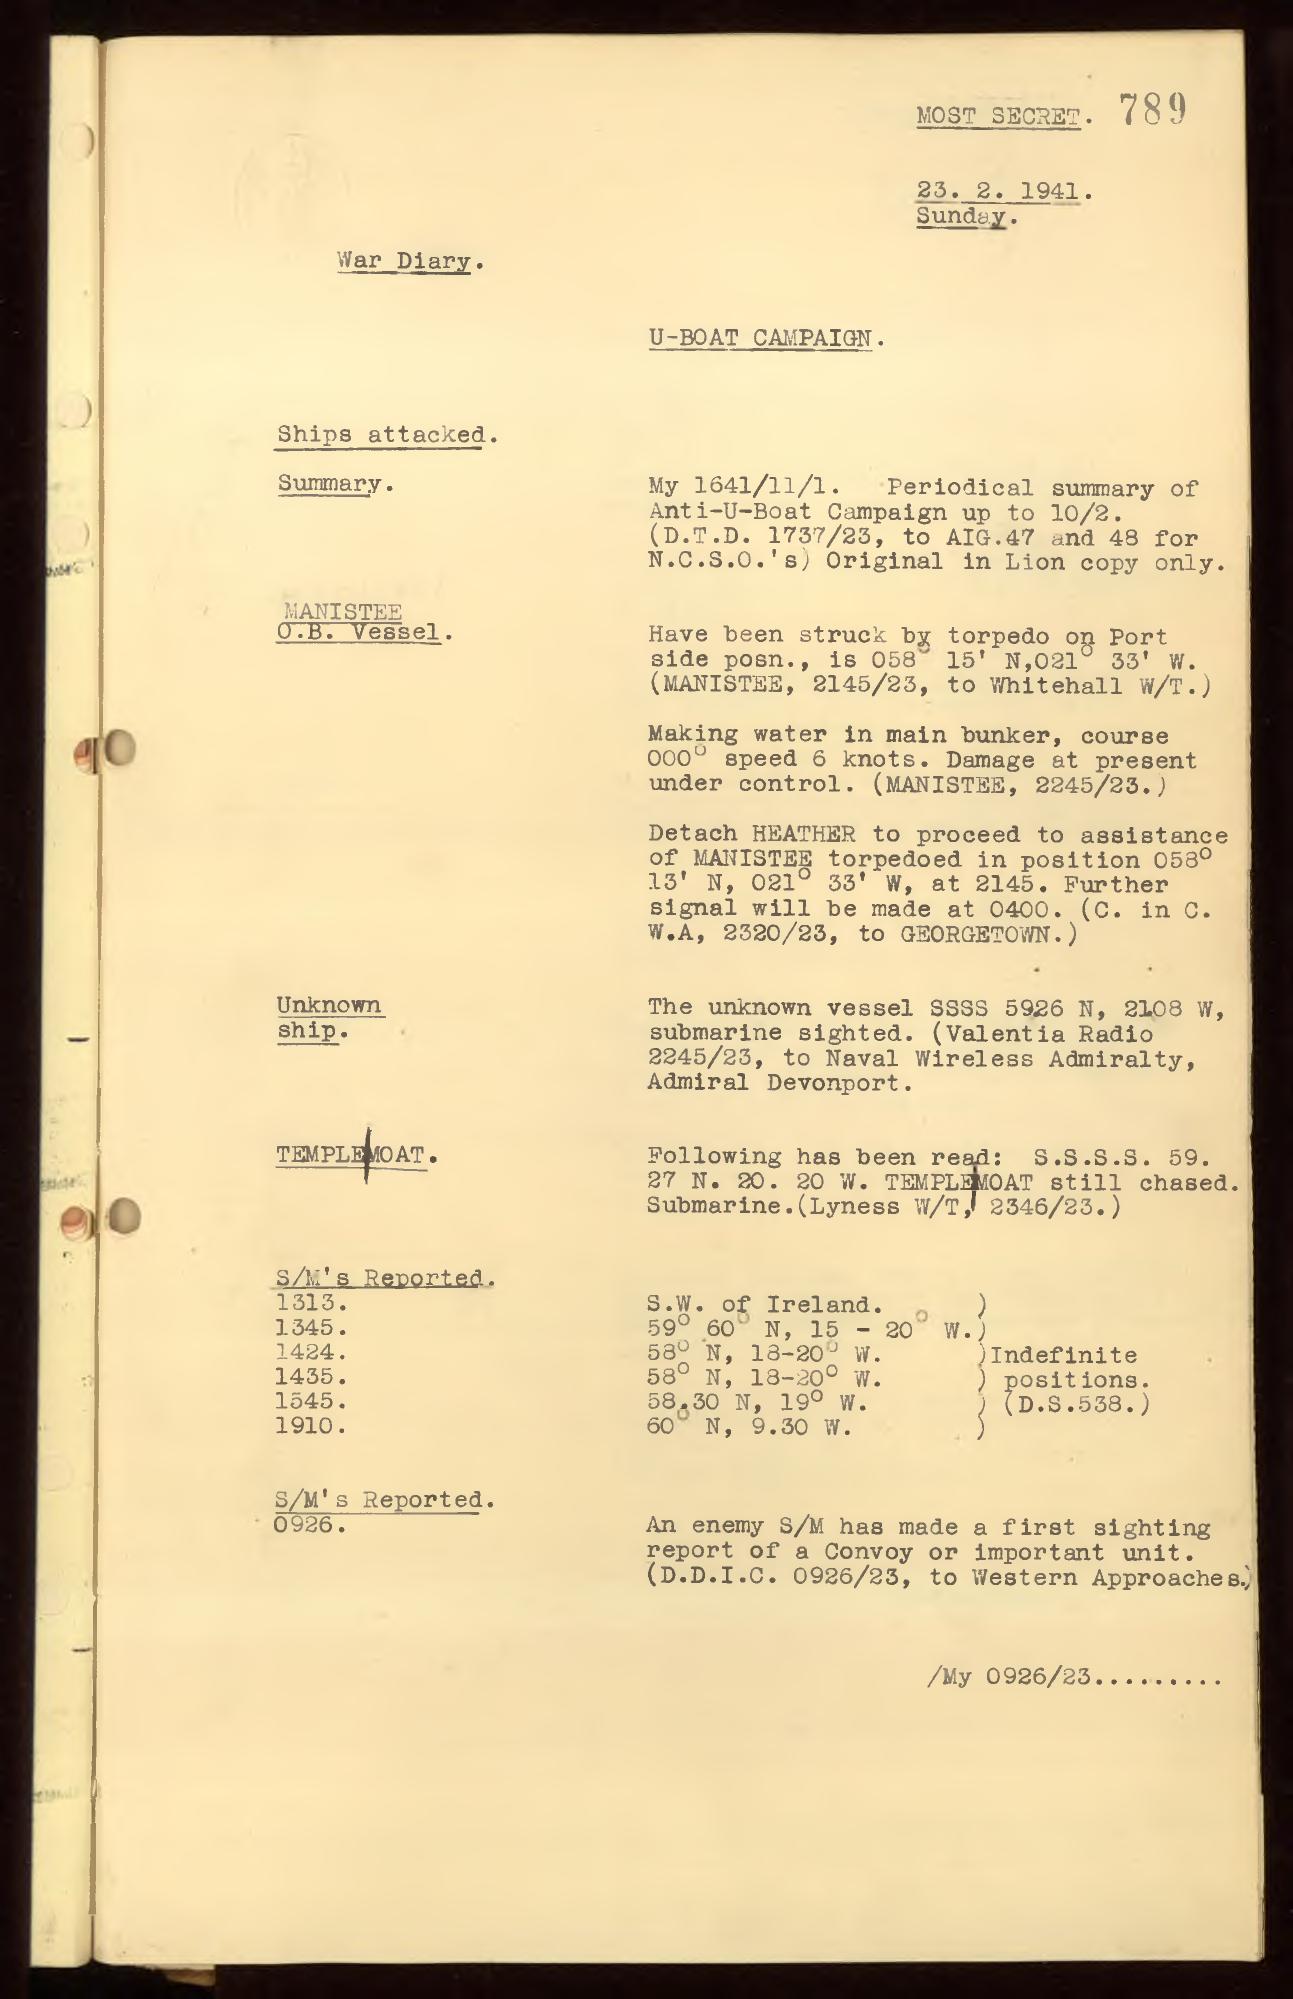 MOST SECRET. 789
23. 2. 1941.
Sunday.
War Diary.
U-BOAT CAMPAIGN.
Ships attacked.
Summary.
My 1641/11/1. Periodical summary of
Anti-U-Boat Campaign up to 10/2.
(D.T.D. 1737/23, to AIG.47 and 48 for
N.C.S.O.'s) Original in Lion copy only.
MANISTEE
O.B. Vessel.
Have been struck by torpedo on Port
side posn., is 058° 15' N,021° 33' W.
(MANISTEE, 2145/23, to Whitehall W/T.)
Making water in main bunker, course
000° speed 6 knots. Damage at present
under control. (MANISTEE, 2245/23.)
Detach HEATHER to proceed to assistance
of MANISTEE torpedoed in position 058°
13' N, 021° 33' W, at 2145. Further
signal will be made at 0400. (C. in C.
W.A, 2320/23, to GEORGETOWN.)
Unknown
ship.
The unknown vessel SSSS 5926 N, 2108 W,
submarine sighted. (Valentia Radio
2245/23, to Naval Wireless Admiralty,
Admiral Devonport.
TEMPLEMOAT.
Following has been read: S.S.S.S. 59.
27 N. 20. 20 W. TEMPLEMOAT still chased.
Submarine.(Lyness W/T, 2346/23.)
S/M's Reported.
1313. S.W. of Ireland. )
1345. 59° 60° N, 15 - 20° W.)
1424. 58° N, 18-20° W. )Indefinite
1435. 58° N, 18-20° W. ) positions.
1545. 58.30 N, 19° W. ) (D.S.538.)
1910. 60° N, 9.30 W. )
S/M's Reported.
0926.
An enemy S/M has made a first sighting
report of a Convoy or important unit.
(D.D.I.C. 0926/23, to Western Approaches.)
/My 0926/23.........